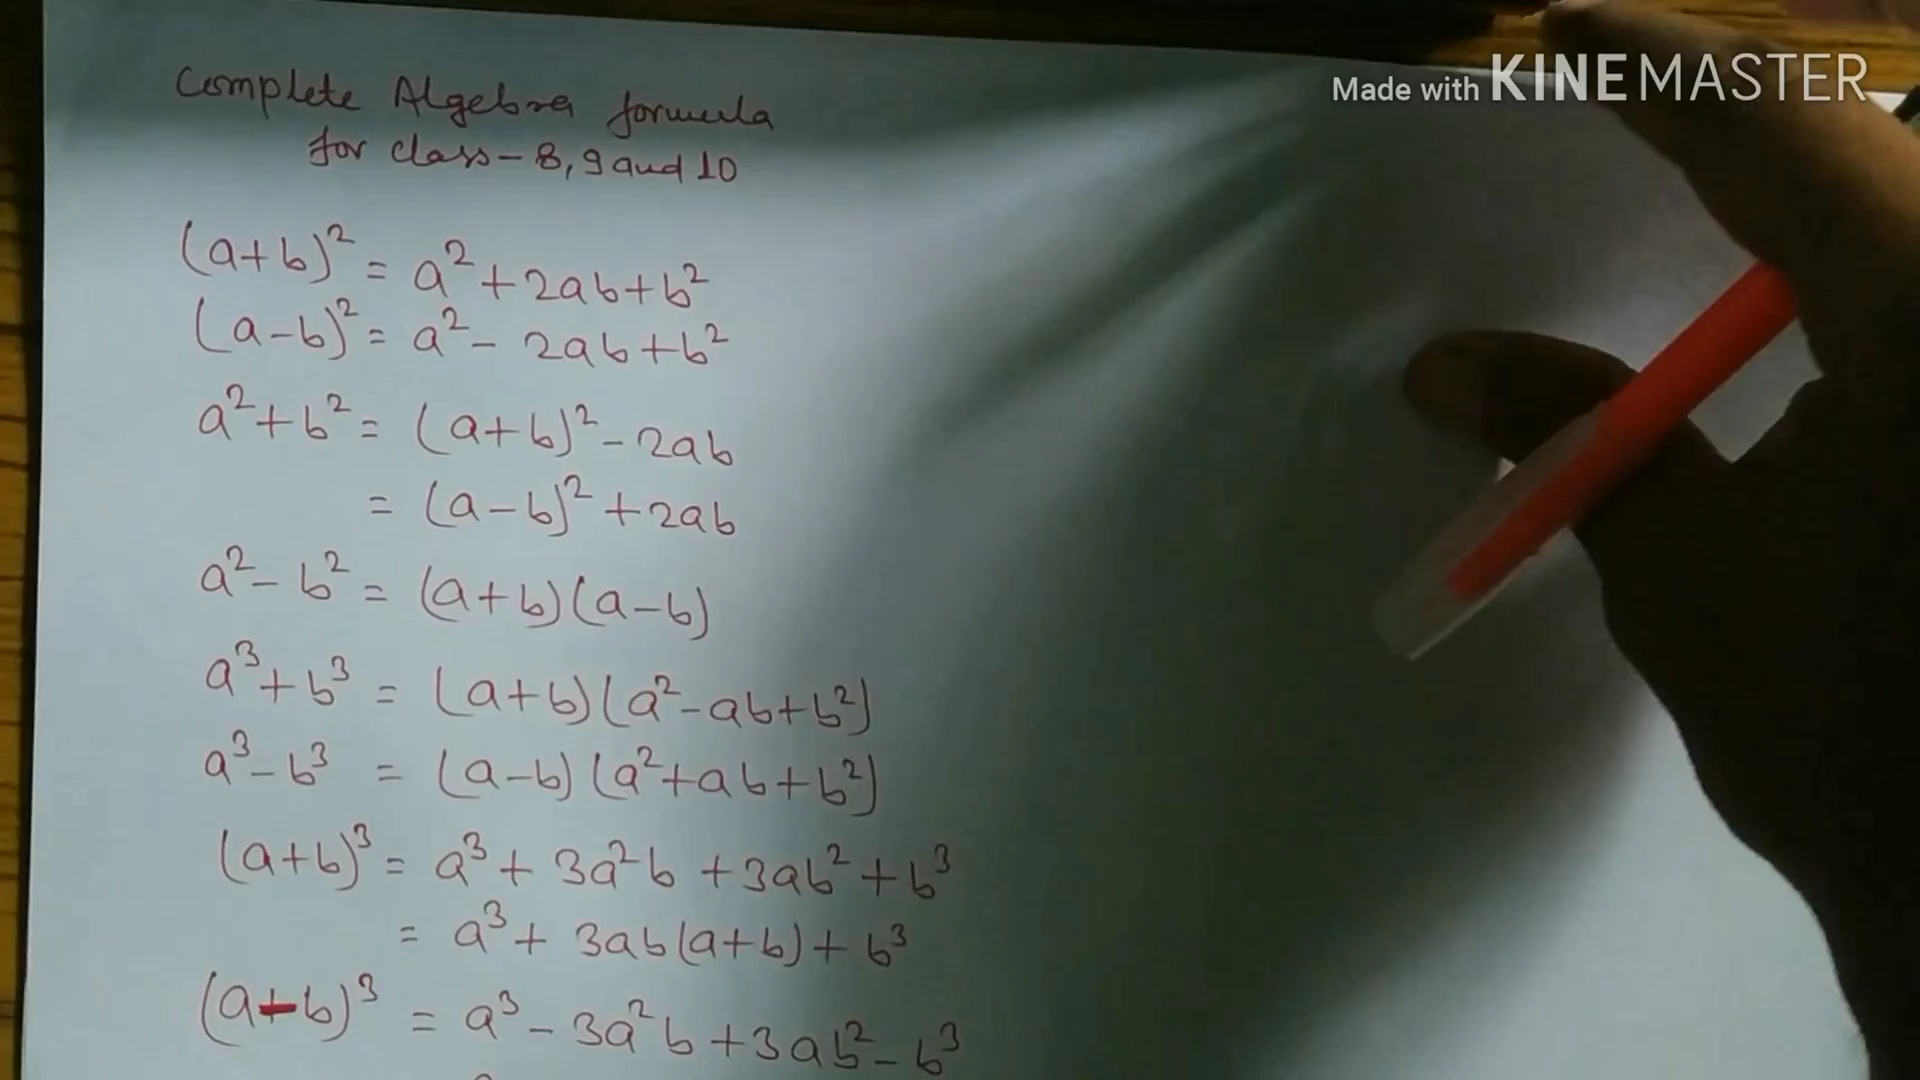 Made with KINEMASTER
Complete Algebra formula
for class-8, 9 and 10
(a+b)² = a²+2ab+b²
(a-b)² = a²- 2ab+b²
a²+b² = (a+b)²-2ab
= (a-b)²+2ab
a²-b² = (a+b)(a-b)
a³+b³ = (a+b)(a²-ab+b²)
a³-b³ = (a-b)(a²+ab+b²)
(a+b)³ = a³+ 3a²b +3ab²+b³
= a³+ 3ab(a+b)+ b³
(a-b)³ = a³- 3a²b+3ab²- b³